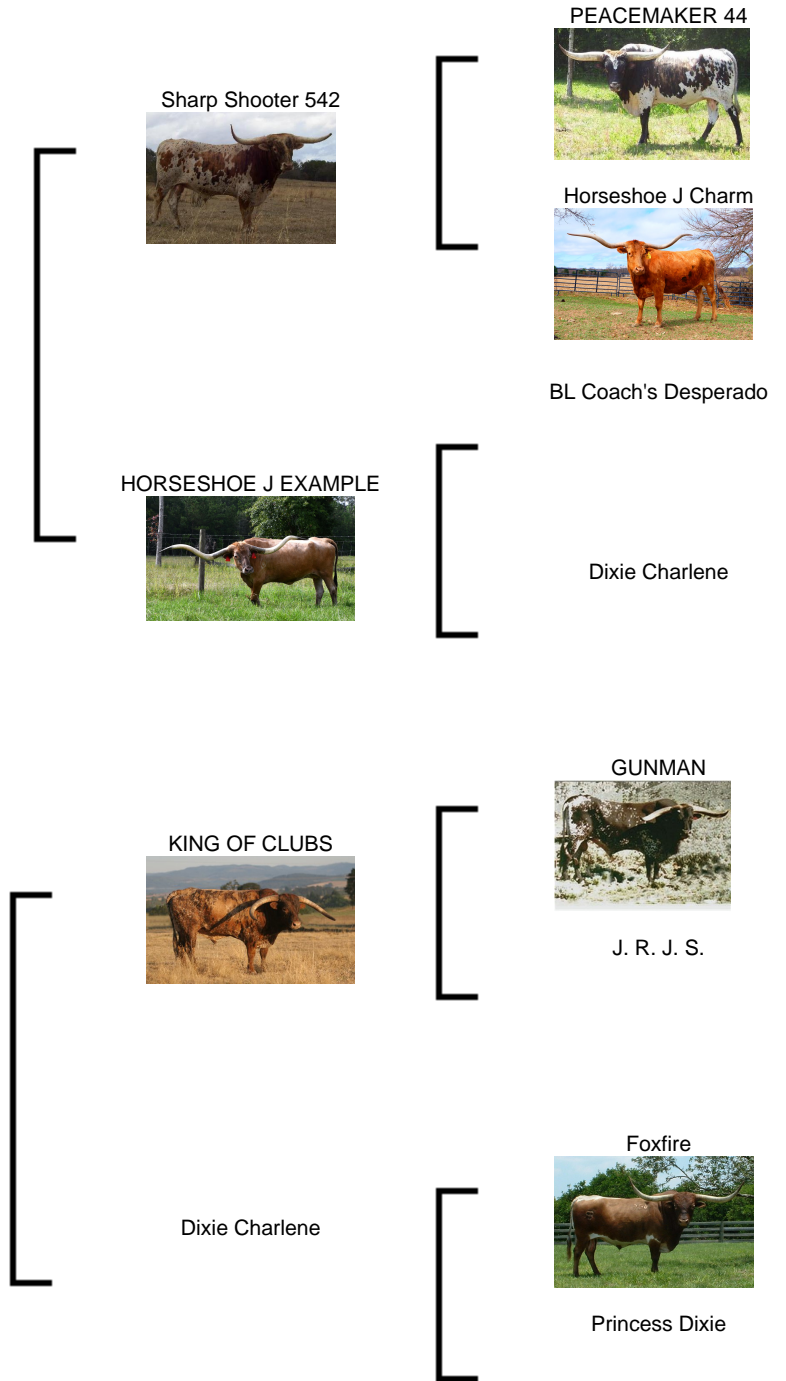 PEACEMAKER 44
Sharp Shooter 542
Horseshoe J Charm
BL Coach's Desperado
HORSESHOE J EXAMPLE
Dixie Charlene
GUNMAN
KING OF CLUBS
J. R. J. S.
Foxfire
Dixie Charlene
Princess Dixie